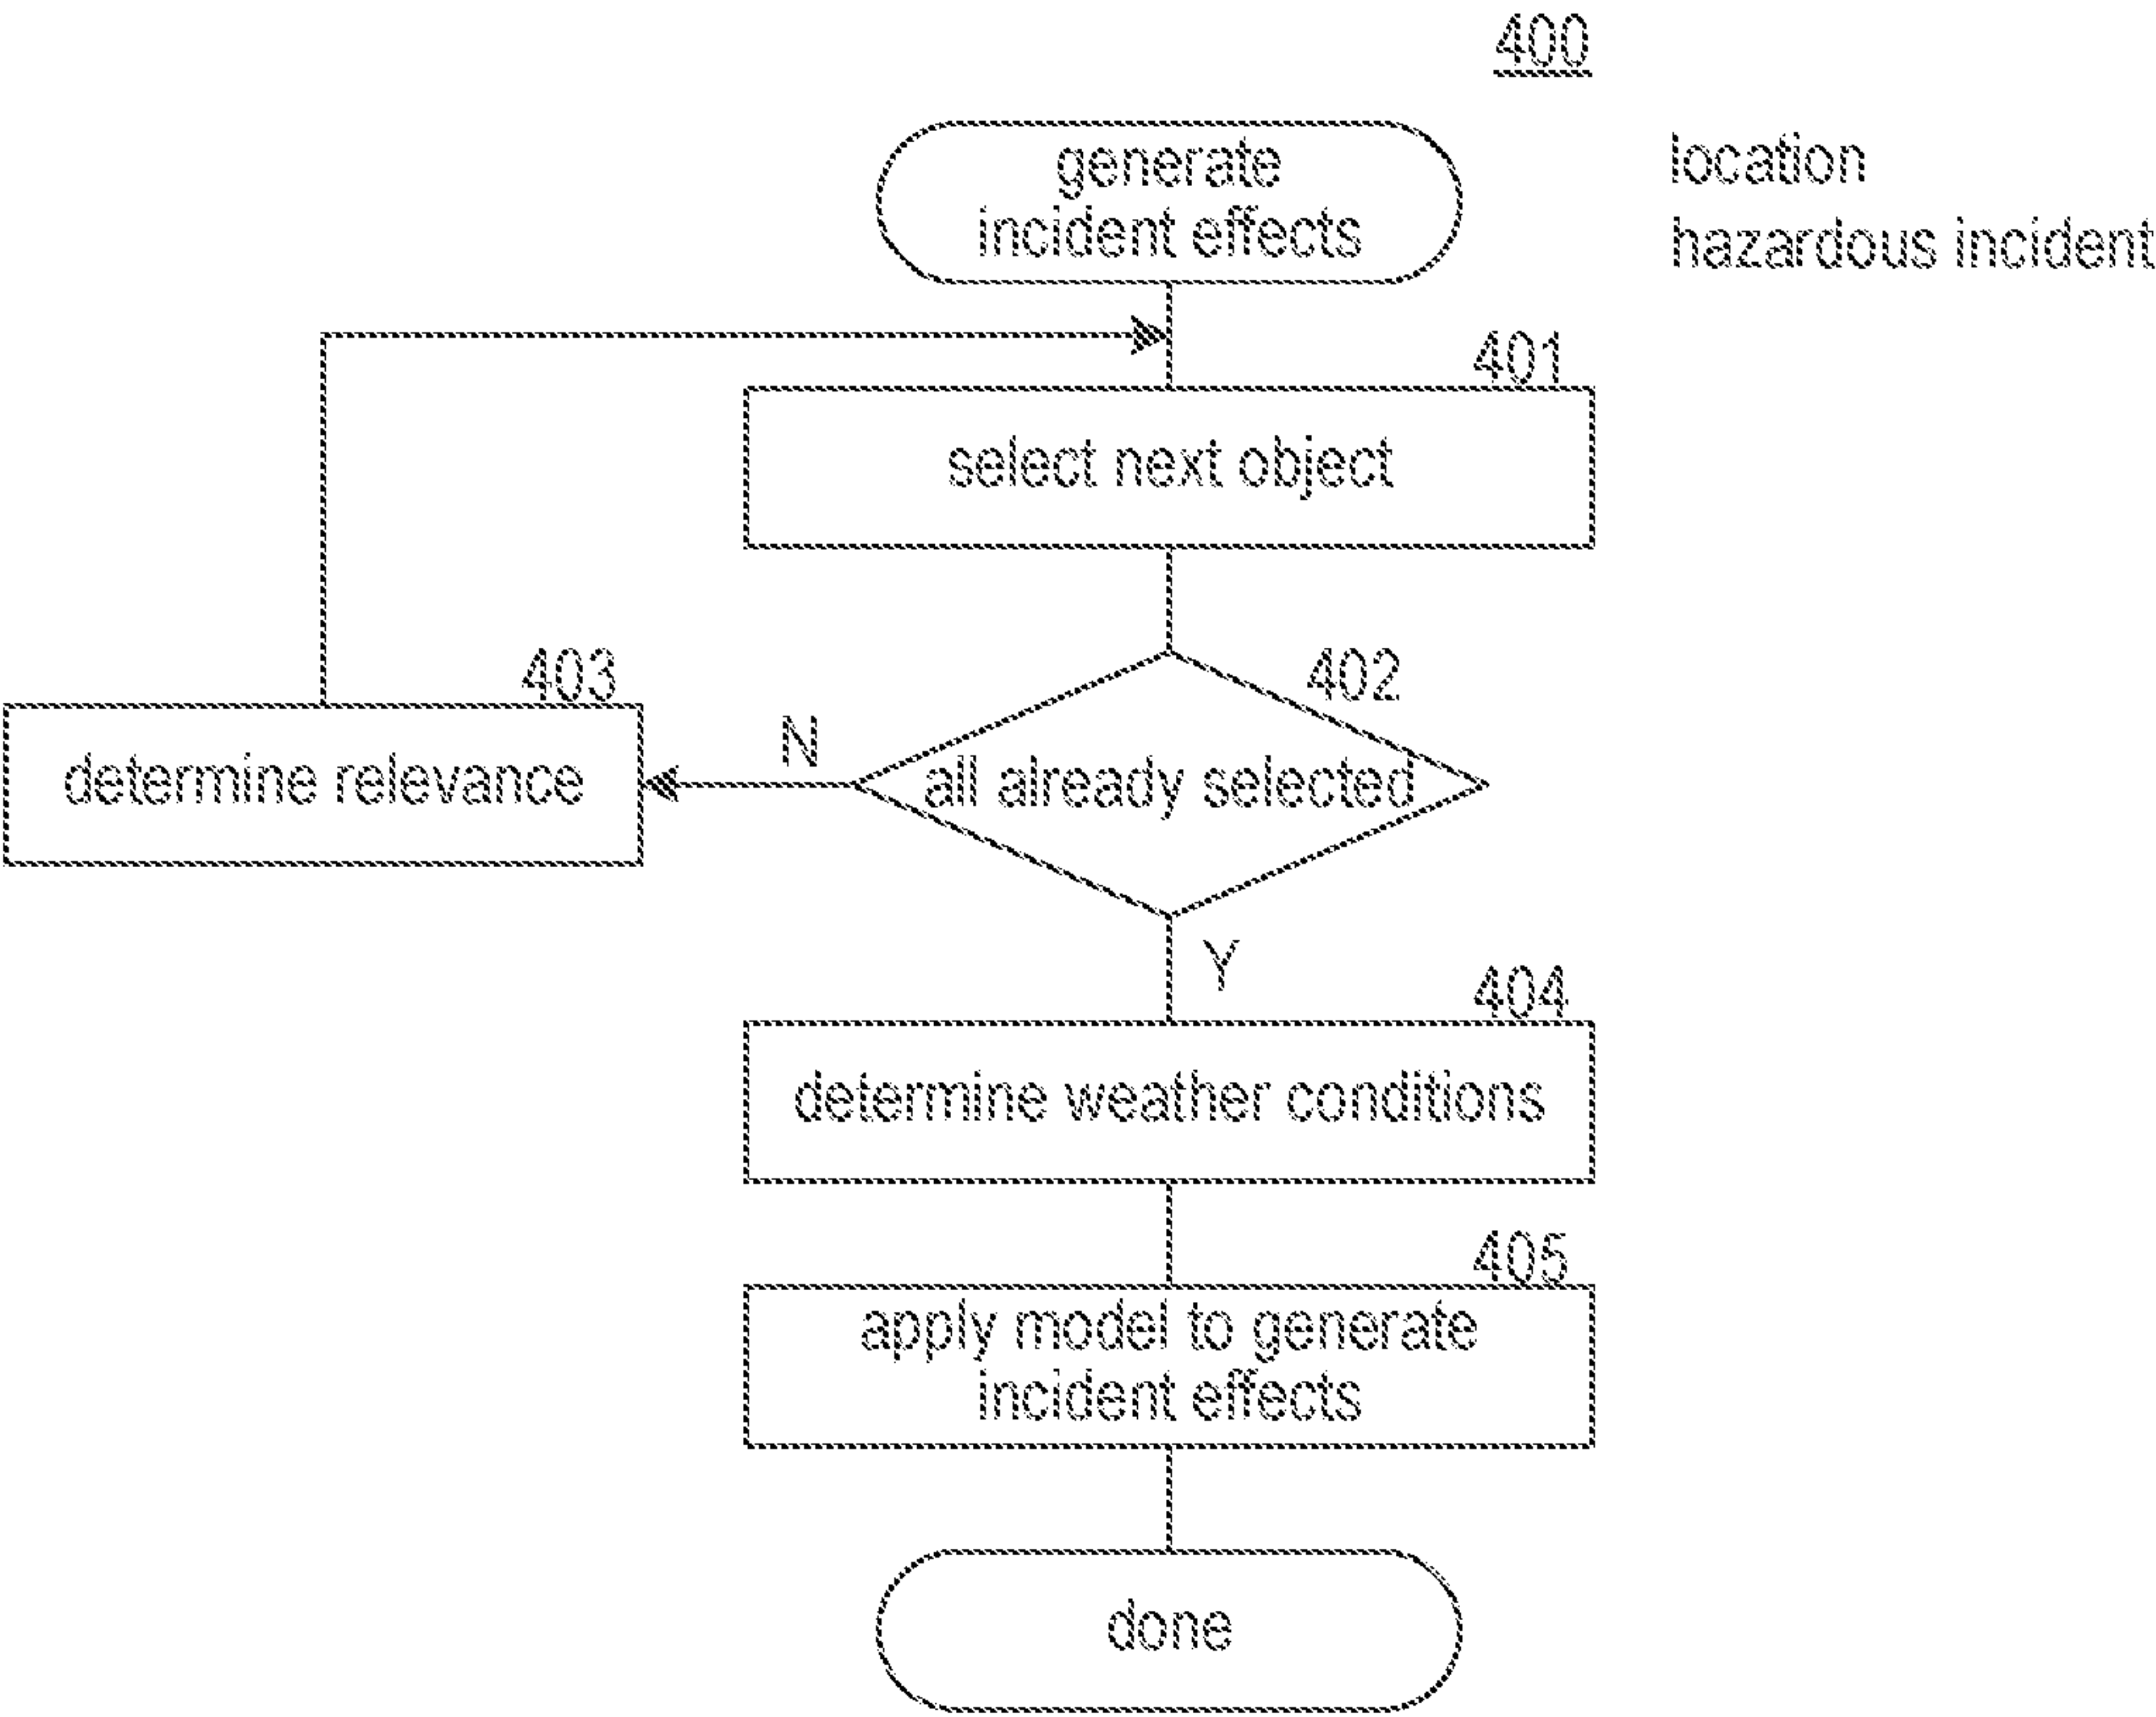 400
generate
incident effects
location
hazardous incident
401
select next object
402
all already selected
N
403
determine relevance
Y
404
determine weather conditions
405
apply model to generate
incident effects
done